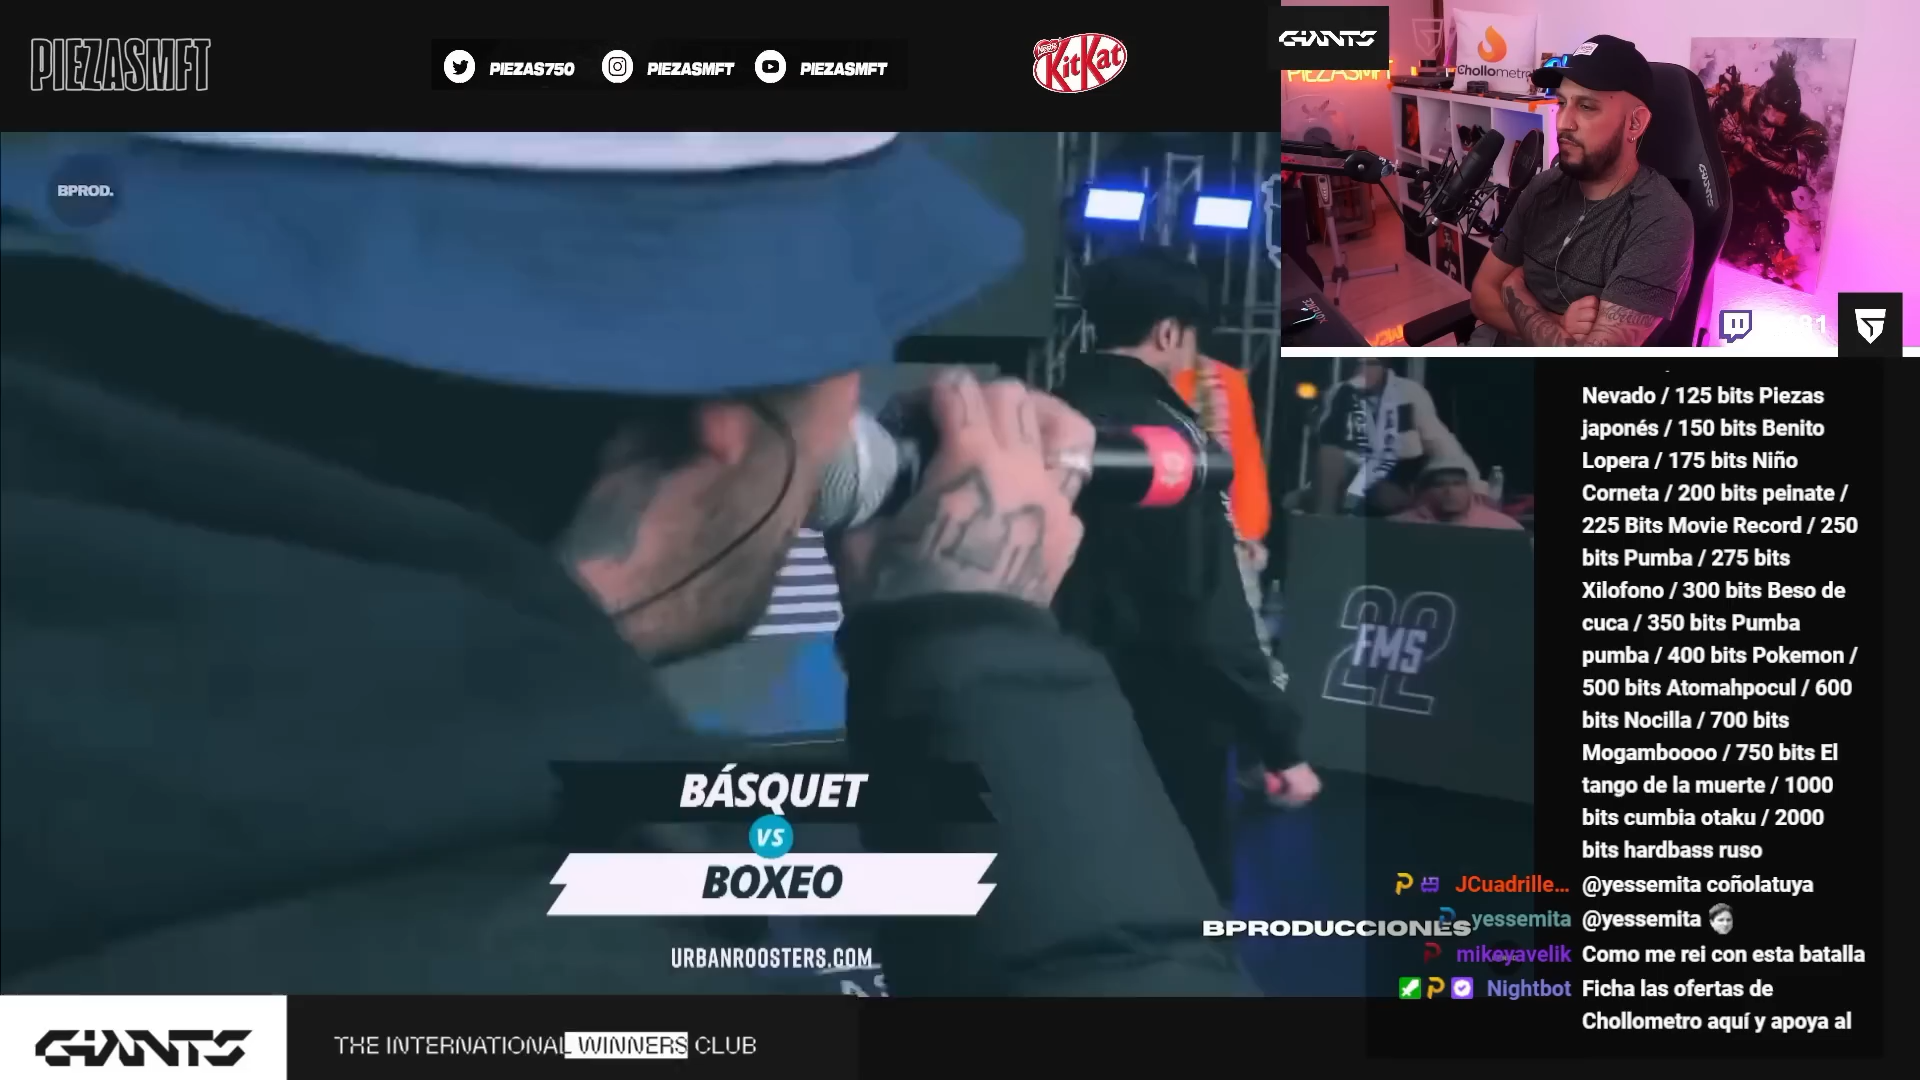 PIEZASMFT
PIEZAS750
PIEZASMFT
PIEZASMFT
Nestlé
KitKat
GIANTS
PIEZASMFT
Chollometro
BPROD.
GIANTS
22
FMS
BÁSQUET
VS
BOXEO
URBANROOSTERS.COM
BPRODUCCIONES
Nevado / 125 bits Piezas
japonés / 150 bits Benito
Lopera / 175 bits Niño
Corneta / 200 bits peinate /
225 Bits Movie Record / 250
bits Pumba / 275 bits
Xilofono / 300 bits Beso de
cuca / 350 bits Pumba
pumba / 400 bits Pokemon /
500 bits Atomahpocul / 600
bits Nocilla / 700 bits
Mogamboooo / 750 bits El
tango de la muerte / 1000
bits cumbia otaku / 2000
bits hardbass ruso
JCuadrille... @yessemita coñolatuya
yessemita @yessemita
mikeyavelik Como me rei con esta batalla
Nightbot Ficha las ofertas de
Chollometro aquí y apoya al
GIANTS
THE INTERNATIONAL WINNERS CLUB